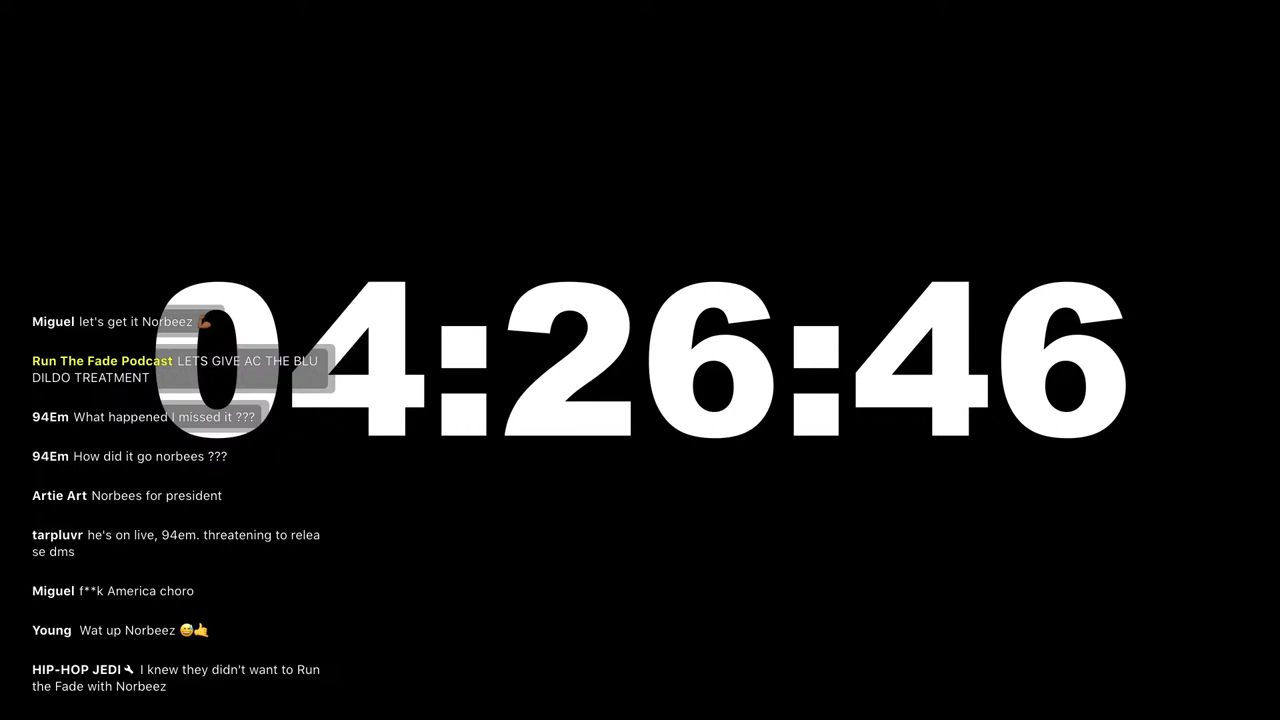 04:26:46
Miguel let's get it Norbeez 💪🏾
Run The Fade Podcast LETS GIVE AC THE BLU
DILDO TREATMENT
94Em What happened I missed it ???
94Em How did it go norbees ???
Artie Art Norbees for president
tarpluvr he's on live, 94em. threatening to relea
se dms
Miguel f**k America choro
Young Wat up Norbeez 😅🤙
HIP-HOP JEDI🔧 I knew they didn't want to Run
the Fade with Norbeez